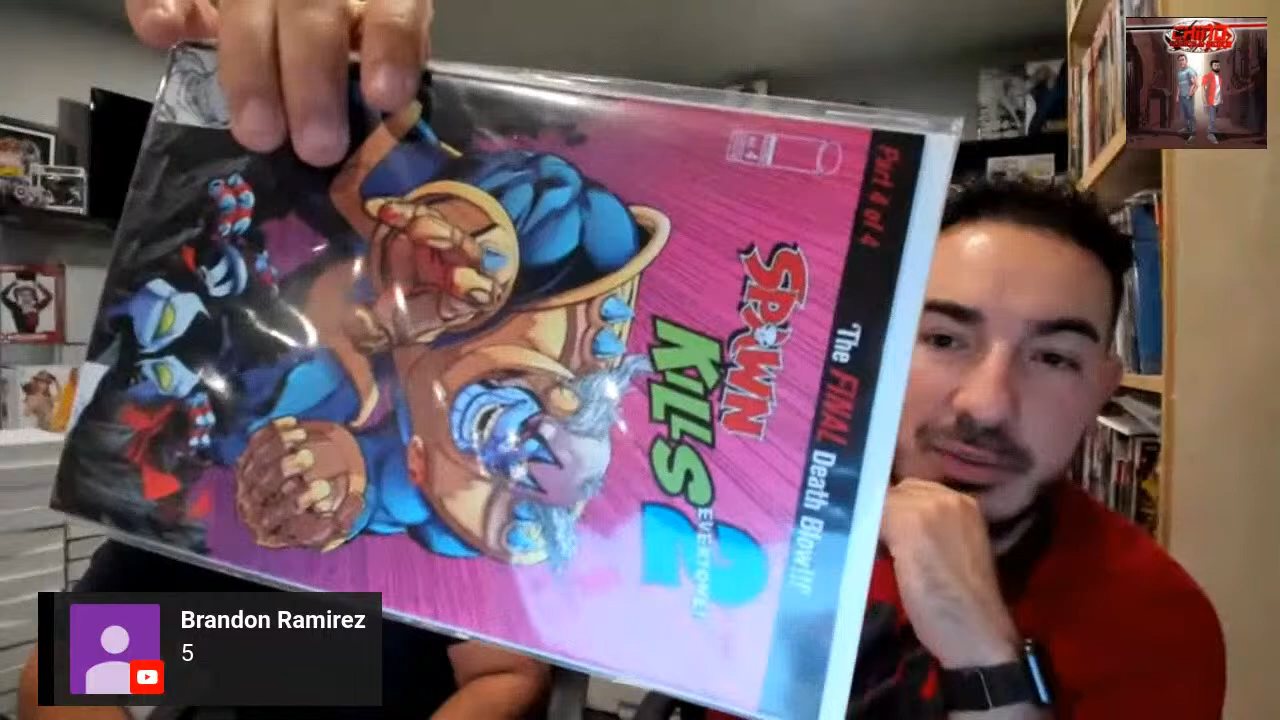 Part 4 of 4
The FINAL Death Blow!!!
SPAWN
KILLS
EVERYONE!
2
Brandon Ramirez
5